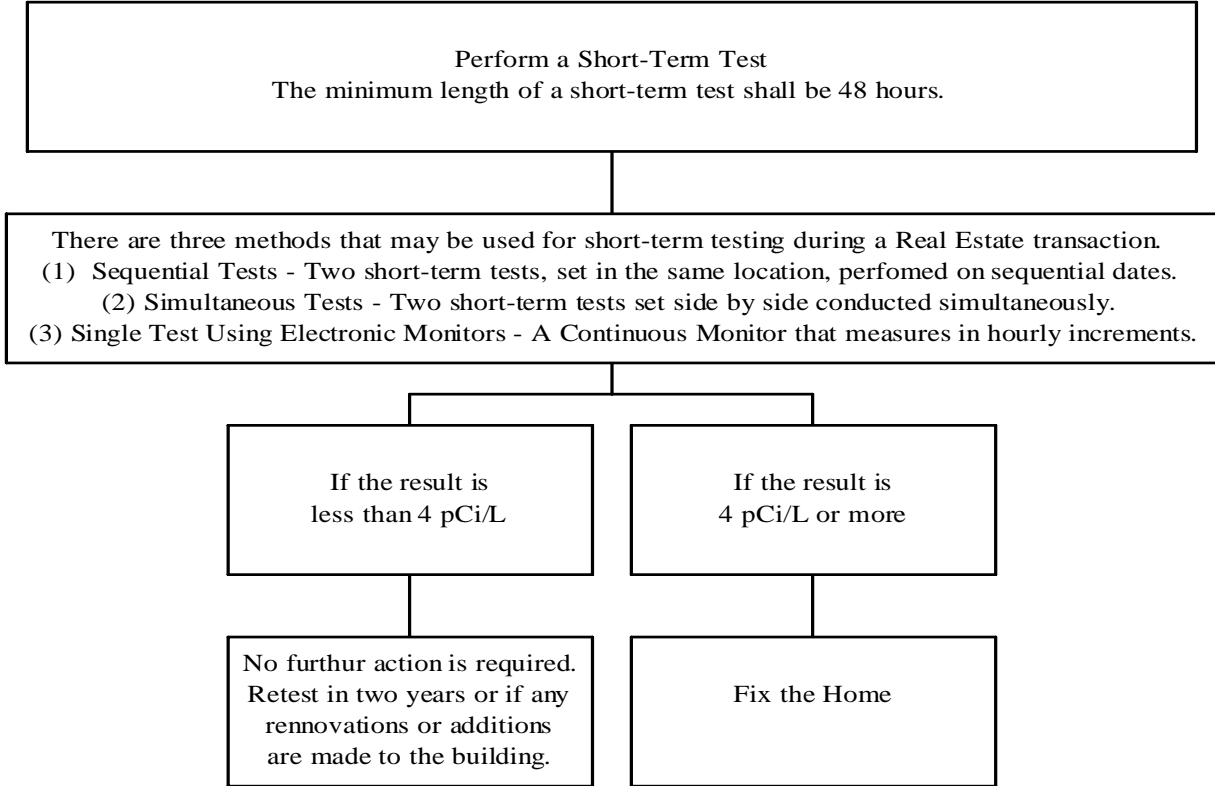 Perform a Short-Term Test
The minimum length of a short-term test shall be 48 hours.
There are three methods that may be used for short-term testing during a Real Estate transaction.
(1) Sequential Tests - Two short-term tests, set in the same location, perfomed on sequential dates.
(2) Simultaneous Tests - Two short-term tests set side by side conducted simultaneously.
(3) Single Test Using Electronic Monitors - A Continuous Monitor that measures in hourly increments.
If the result is
less than 4 pCi/L
If the result is
4 pCi/L or more
No furthur action is required.
Retest in two years or if any
rennovations or additions
are made to the building.
Fix the Home